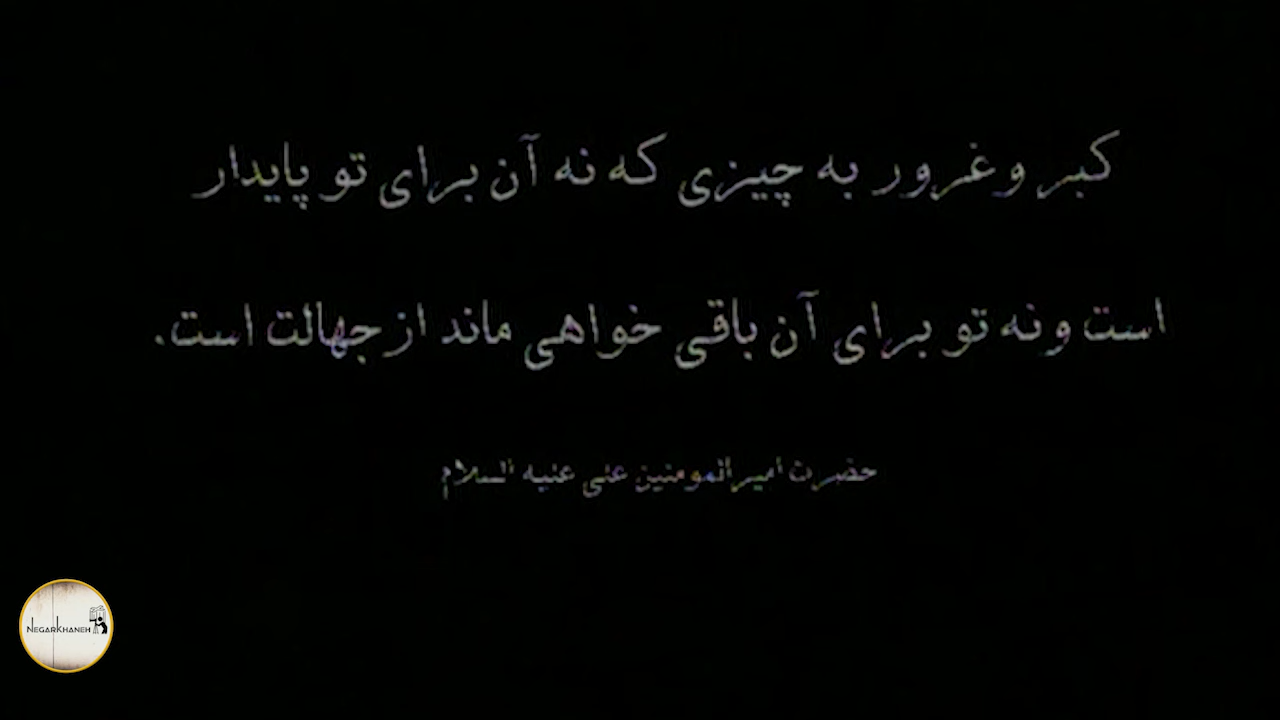 کبر و غرور به چیزی که نه آن برای تو پایدار
است و نه تو برای آن باقی خواهی ماند از جهالت است.
حضرت امیرالمومنین علی علیه السلام
NEGARKHANEH